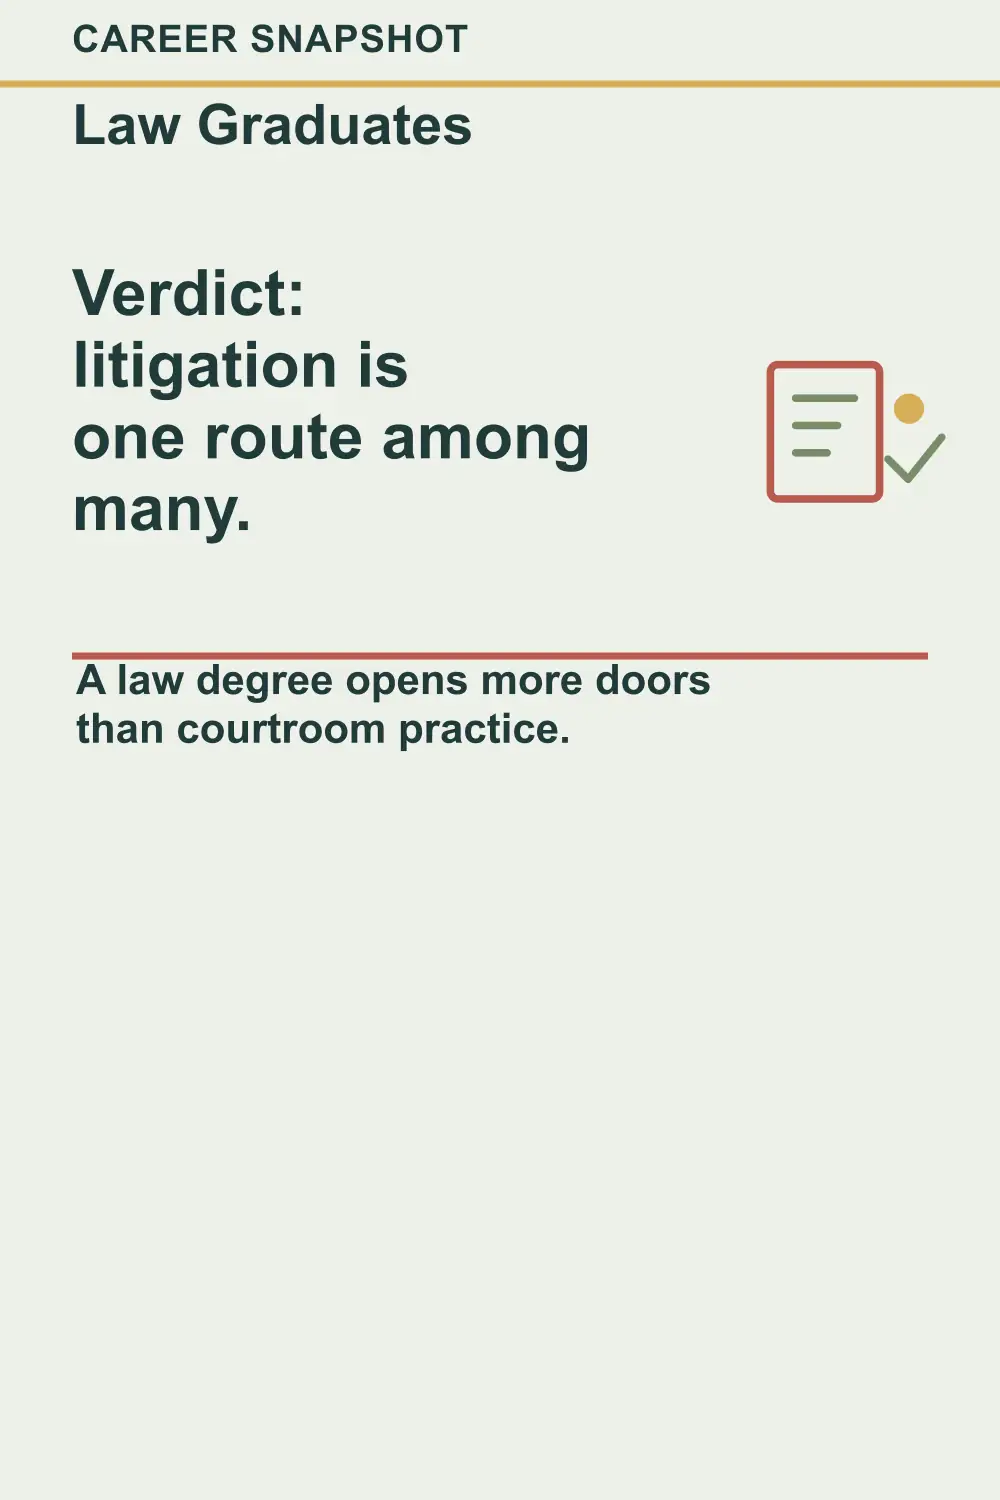 CAREER SNAPSHOT
Law Graduates
Verdict:
litigation is
one route among
many.
A law degree opens more doors
than courtroom practice.